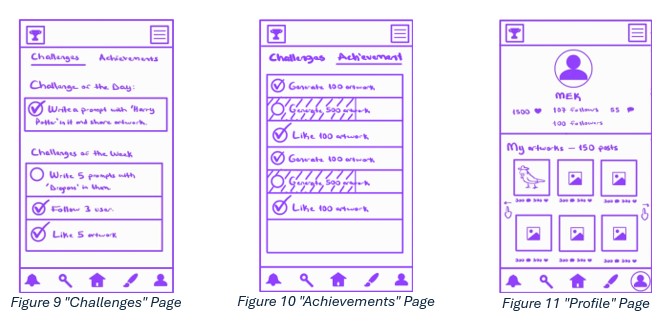 Challenges Achievements
Challenge of the Day:
Write a prompt with "Harry
Potter" in it and share artwork.
Challenges of the Week
Write 5 prompts with
"Dragons" in them
Follow 3 user.
Like 5 artwork
Figure 9 "Challenges" Page
Challenges Achievement
Generate 100 artwork
Generate 500 artwork
Like 100 artwork
Generate 100 artwork
Generate 500 artwork
Like 100 artwork
Figure 10 "Achievements" Page
MEK
1500 107 followers 55
100 followers
My artworks - 150 posts
Figure 11 "Profile" Page